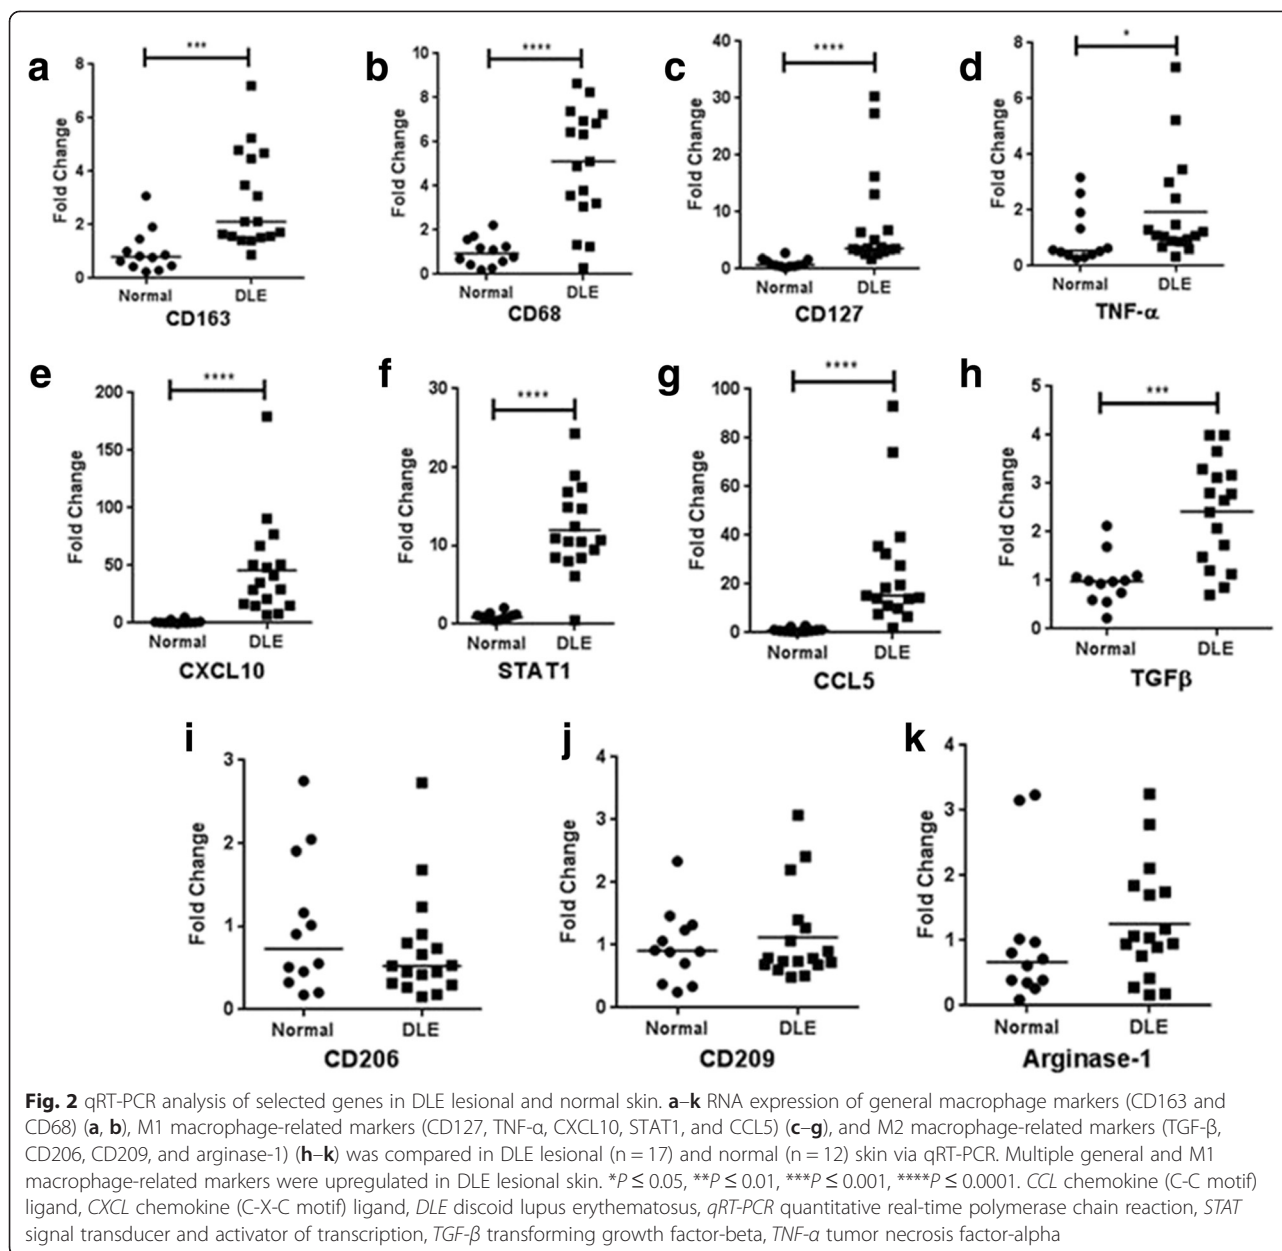 a
***
8
6
4
2
0
Fold Change
Normal
DLE
CD163
b
****
10
8
6
4
2
0
Fold Change
Normal
DLE
CD68
c
****
40
30
20
10
0
Fold Change
Normal
DLE
CD127
d
*
8
6
4
2
0
Fold Change
Normal
DLE
TNF-α
e
****
200
150
100
50
0
Fold Change
Normal
DLE
CXCL10
f
****
30
20
10
0
Fold Change
Normal
DLE
STAT1
g
****
100
80
60
40
20
0
Fold Change
Normal
DLE
CCL5
h
***
5
4
3
2
1
0
Fold Change
Normal
DLE
TGFβ
i
3
2
1
0
Fold Change
Normal
DLE
CD206
j
4
3
2
1
0
Fold Change
Normal
DLE
CD209
k
4
3
2
1
0
Fold Change
Normal
DLE
Arginase-1
Fig. 2 qRT-PCR analysis of selected genes in DLE lesional and normal skin. a–k RNA expression of general macrophage markers (CD163 and
CD68) (a, b), M1 macrophage-related markers (CD127, TNF-α, CXCL10, STAT1, and CCL5) (c–g), and M2 macrophage-related markers (TGF-β,
CD206, CD209, and arginase-1) (h–k) was compared in DLE lesional (n = 17) and normal (n = 12) skin via qRT-PCR. Multiple general and M1
macrophage-related markers were upregulated in DLE lesional skin. *P ≤ 0.05, **P ≤ 0.01, ***P ≤ 0.001, ****P ≤ 0.0001. CCL chemokine (C-C motif)
ligand, CXCL chemokine (C-X-C motif) ligand, DLE discoid lupus erythematosus, qRT-PCR quantitative real-time polymerase chain reaction, STAT
signal transducer and activator of transcription, TGF-β transforming growth factor-beta, TNF-α tumor necrosis factor-alpha